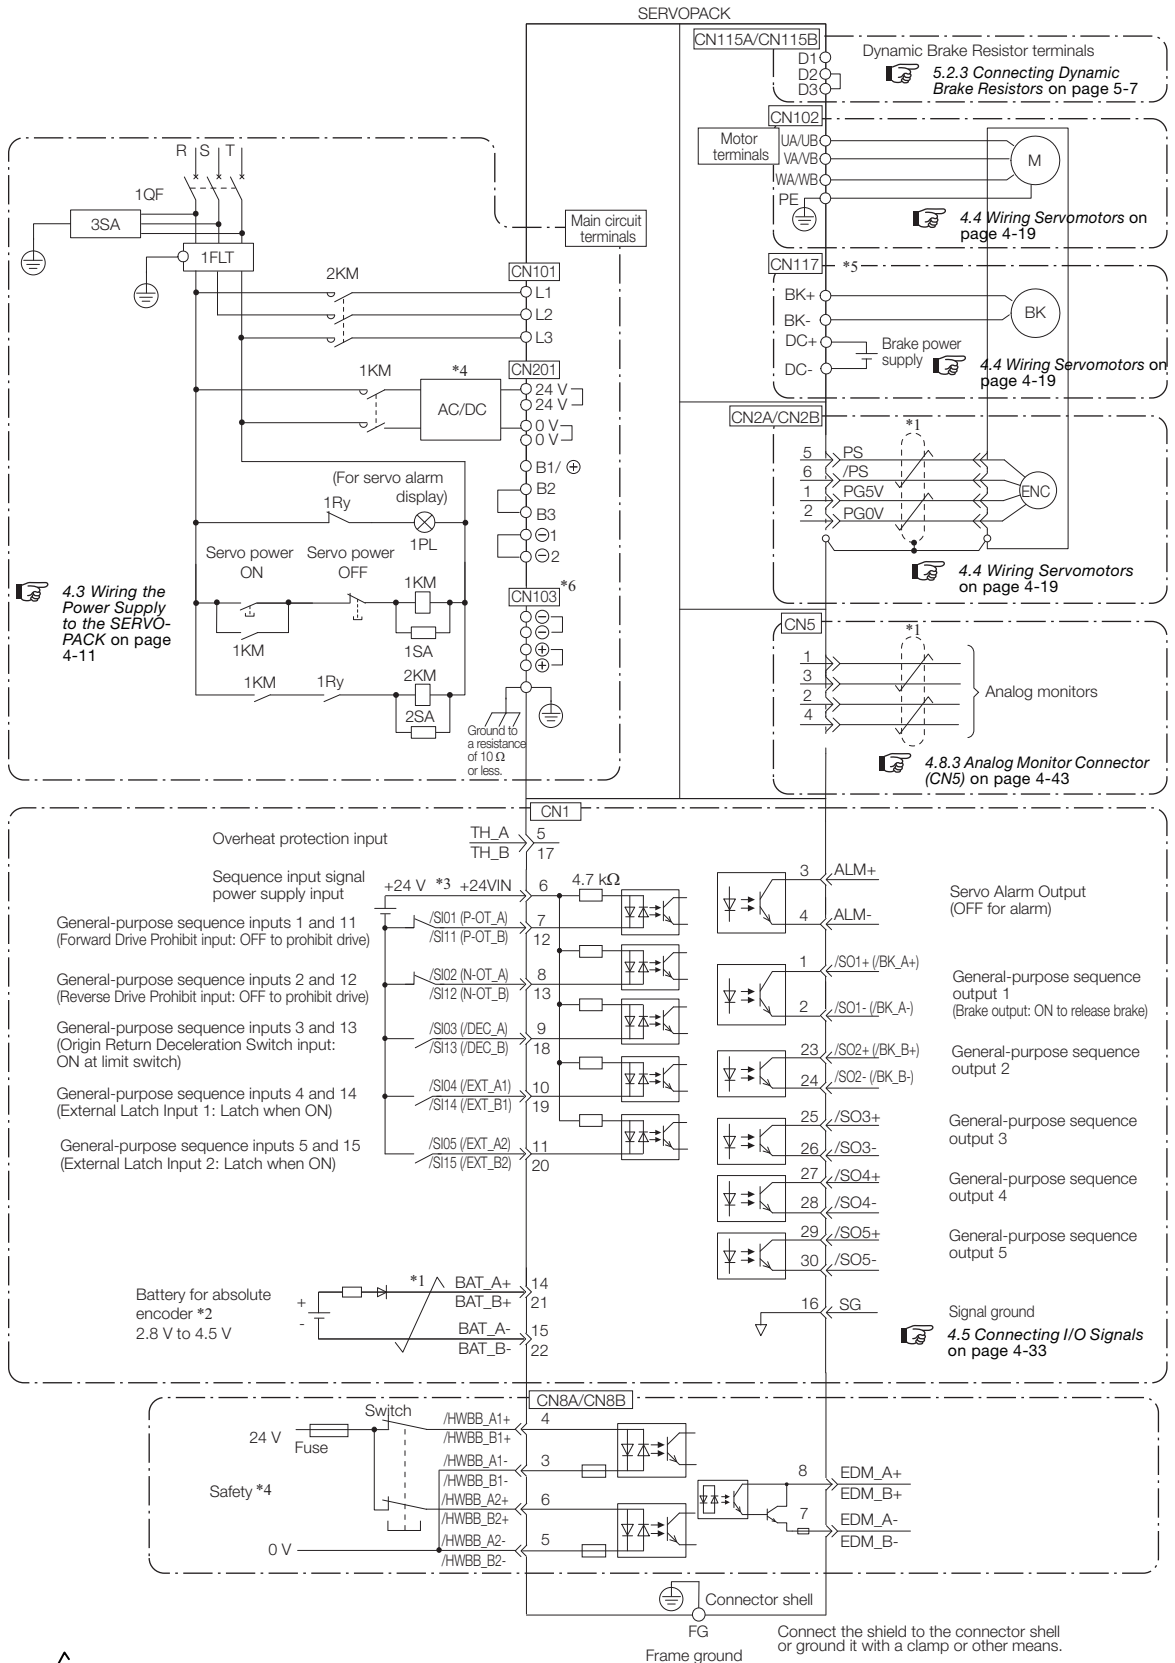 SERVOPACK
CN115A/CN115B
D1
D2
D3
Dynamic Brake Resistor terminals
5.2.3 Connecting Dynamic
Brake Resistors on page 5-7
CN102
Motor
terminals
UA/UB
VA/VB
WA/WB
PE
M
4.4 Wiring Servomotors on
page 4-19
CN117 *5
BK+
BK-
DC+
DC-
BK
Brake power
supply
4.4 Wiring Servomotors on
page 4-19
CN2A/CN2B
*1
5 PS
6 /PS
1 PG5V
2 PG0V
ENC
4.4 Wiring Servomotors
on page 4-19
CN5
*1
1
3
2
4
Analog monitors
4.8.3 Analog Monitor Connector
(CN5) on page 4-43
R S T
1QF
3SA
1FLT
2KM
Main circuit
terminals
CN101
L1
L2
L3
1KM
*4
AC/DC
CN201
24 V
24 V
0 V
0 V
B1/ ⊕
B2
B3
⊖1
⊖2
(For servo alarm
display)
1Ry
1PL
Servo power
ON
Servo power
OFF
1KM
1KM
1SA
1KM
1Ry
2KM
2SA
CN103 *6
⊖
⊖
⊕
⊕
Ground to
a resistance
of 10 Ω
or less.
4.3 Wiring the
Power Supply
to the SERVO-
PACK on page
4-11
CN1
Overheat protection input
TH_A 5
TH_B 17
Sequence input signal
power supply input
+24 V *3 +24VIN 6
4.7 kΩ
General-purpose sequence inputs 1 and 11
(Forward Drive Prohibit input: OFF to prohibit drive)
/SI01 (P-OT_A) 7
/SI11 (P-OT_B) 12
General-purpose sequence inputs 2 and 12
(Reverse Drive Prohibit input: OFF to prohibit drive)
/SI02 (N-OT_A) 8
/SI12 (N-OT_B) 13
General-purpose sequence inputs 3 and 13
(Origin Return Deceleration Switch input:
ON at limit switch)
/SI03 (/DEC_A) 9
/SI13 (/DEC_B) 18
General-purpose sequence inputs 4 and 14
(External Latch Input 1: Latch when ON)
/SI04 (/EXT_A1) 10
/SI14 (/EXT_B1) 19
General-purpose sequence inputs 5 and 15
(External Latch Input 2: Latch when ON)
/SI05 (/EXT_A2) 11
/SI15 (/EXT_B2) 20
Battery for absolute
encoder *2
2.8 V to 4.5 V
+
-
*1
BAT_A+ 14
BAT_B+ 21
BAT_A- 15
BAT_B- 22
3 ALM+
4 ALM-
Servo Alarm Output
(OFF for alarm)
1 /SO1+ (/BK_A+)
2 /SO1- (/BK_A-)
General-purpose sequence
output 1
(Brake output: ON to release brake)
23 /SO2+ (/BK_B+)
24 /SO2- (/BK_B-)
General-purpose sequence
output 2
25 /SO3+
26 /SO3-
General-purpose sequence
output 3
27 /SO4+
28 /SO4-
General-purpose sequence
output 4
29 /SO5+
30 /SO5-
General-purpose sequence
output 5
16 SG
Signal ground
4.5 Connecting I/O Signals
on page 4-33
CN8A/CN8B
Switch
24 V
Fuse
Safety *4
0 V
/HWBB_A1+ 4
/HWBB_B1+
/HWBB_A1- 3
/HWBB_B1-
/HWBB_A2+ 6
/HWBB_B2+
/HWBB_A2- 5
/HWBB_B2-
8 EDM_A+
EDM_B+
7 EDM_A-
EDM_B-
Connector shell
FG
Frame ground
Connect the shield to the connector shell
or ground it with a clamp or other means.